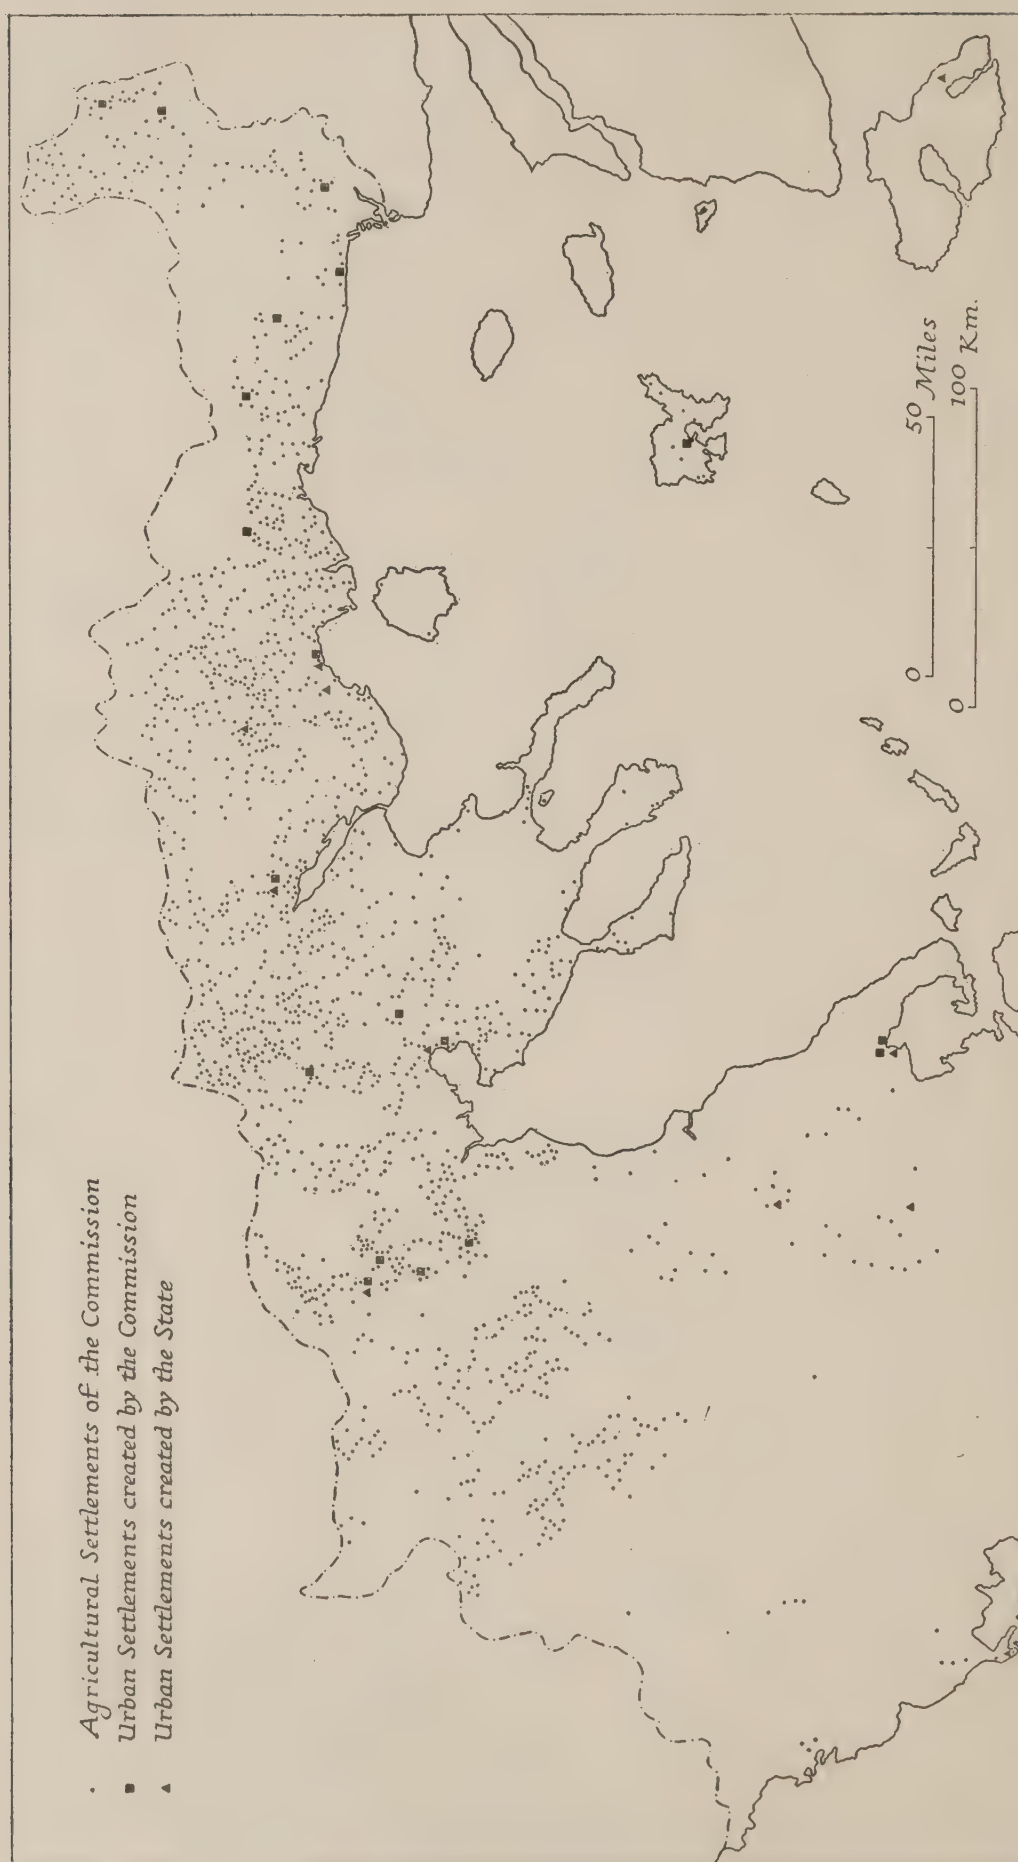 Agricultural Settlements of the Commission
Urban Settlements created by the Commission
Urban Settlements created by the State
0 50 Miles
0 100 Km.